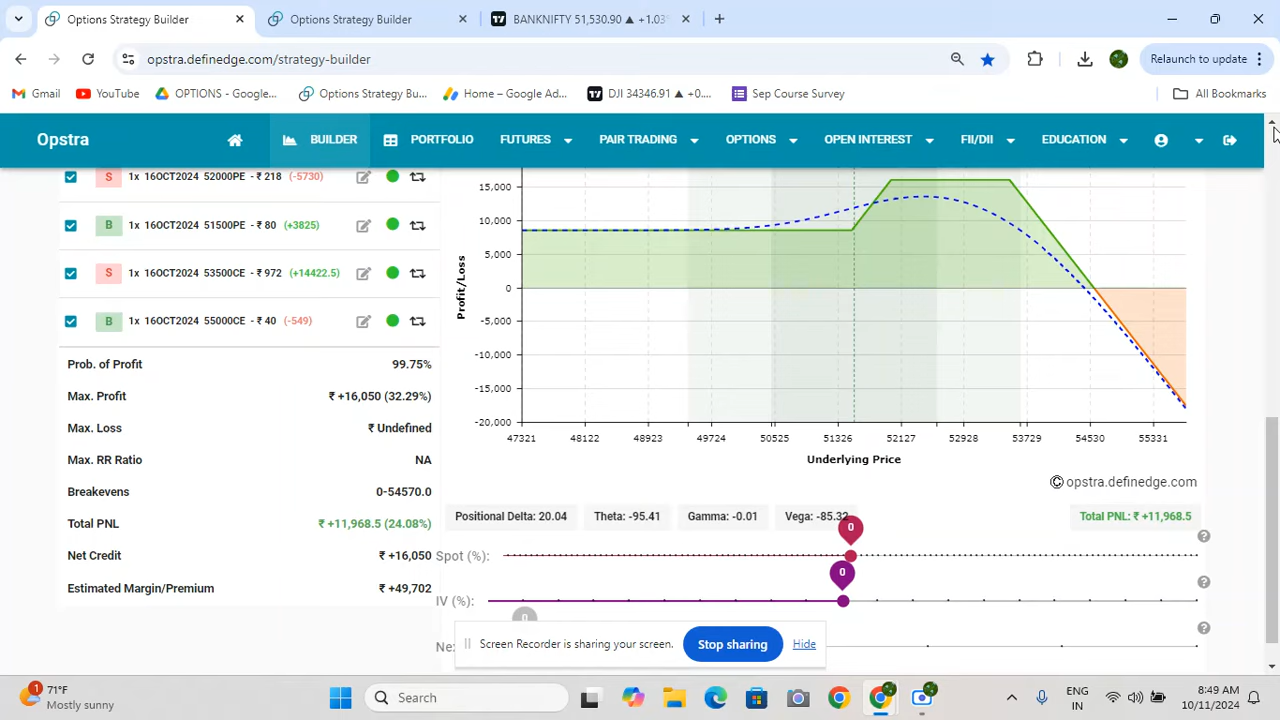 Options Strategy Builder
Options Strategy Builder
BANKNIFTY 51,530.90 ▲ +1.03%
opstra.definedge.com/strategy-builder
Relaunch to update
Gmail
YouTube
OPTIONS - Google...
Options Strategy Bu...
Home – Google Ad...
DJI 34346.91 ▲ +0....
Sep Course Survey
All Bookmarks
Opstra
BUILDER
PORTFOLIO
FUTURES
PAIR TRADING
OPTIONS
OPEN INTEREST
FII/DII
EDUCATION
S 1x 16OCT2024 52000PE - ₹ 218 (-5730)
B 1x 16OCT2024 51500PE - ₹ 80 (+3825)
S 1x 16OCT2024 53500CE - ₹ 972 (+14422.5)
B 1x 16OCT2024 55000CE - ₹ 40 (-549)
Prob. of Profit 99.75%
Max. Profit ₹ +16,050 (32.29%)
Max. Loss ₹ Undefined
Max. RR Ratio NA
Breakevens 0-54570.0
Total PNL ₹ +11,968.5 (24.08%)
Net Credit ₹ +16,050
Estimated Margin/Premium ₹ +49,702
Profit/Loss
15,000
10,000
5,000
0
-5,000
-10,000
-15,000
-20,000
47321 48122 48923 49724 50525 51326 52127 52928 53729 54530 55331
Underlying Price
© opstra.definedge.com
Positional Delta: 20.04 Theta: -95.41 Gamma: -0.01 Vega: -85.32 Total PNL: ₹ +11,968.5
0
Spot (%):
0
IV (%):
0
Ne
Screen Recorder is sharing your screen. Stop sharing Hide
1
71°F
Mostly sunny
Search
ENG
IN
8:49 AM
10/11/2024